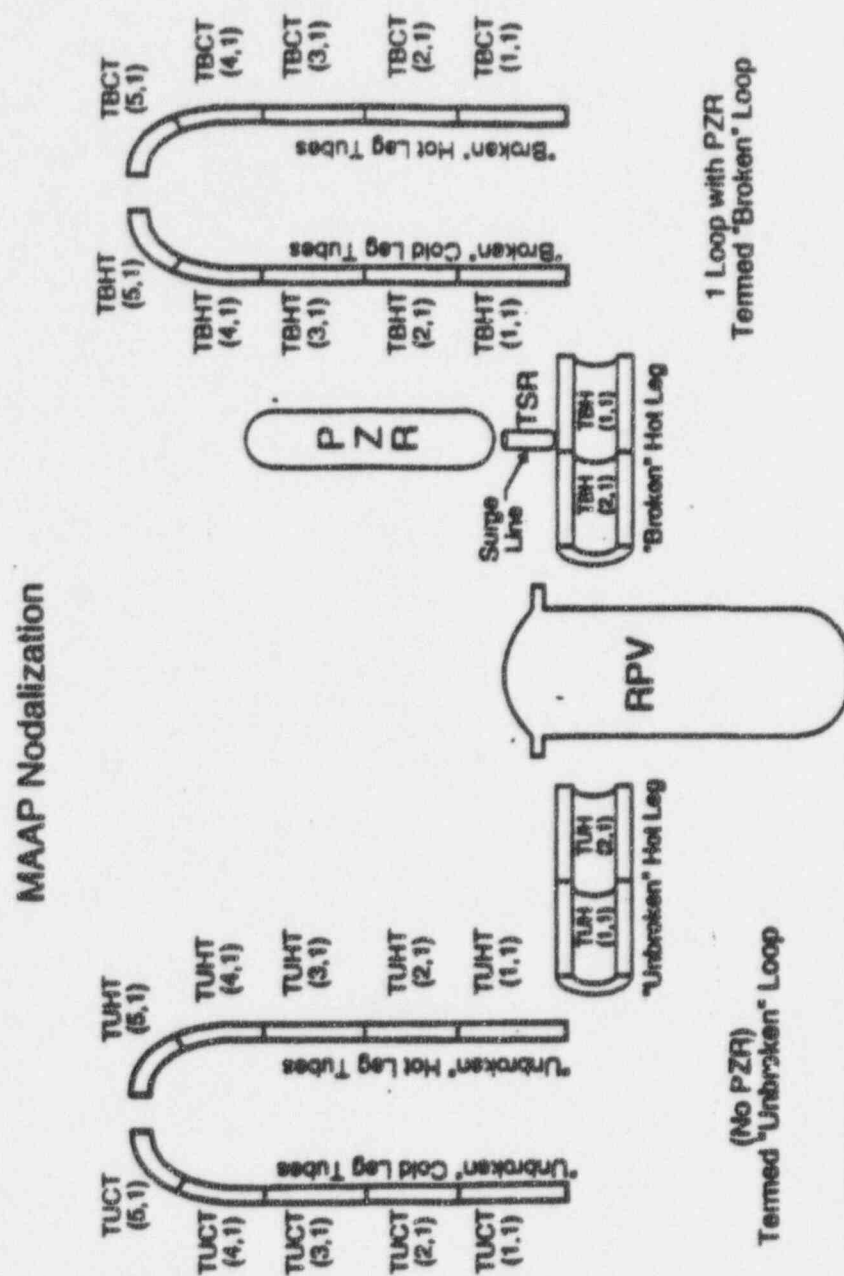 MAAP Nodalization
TUCT
(5,1)
TUCT
(4,1)
TUCT
(3,1)
TUCT
(2,1)
TUCT
(1,1)
"Unbroken" Cold Leg Tubes
TUHT
(5,1)
TUHT
(4,1)
TUHT
(3,1)
TUHT
(2,1)
TUHT
(1,1)
"Unbroken" Hot Leg Tubes
TUH
(1,1)
TUH
(2,1)
"Unbroken" Hot Leg
(No PZR)
Termed "Unbroken" Loop
RPV
PZR
Surge
Line
TSR
TBH
(2,1)
TBH
(1,1)
"Broken" Hot Leg
TBHT
(5,1)
TBHT
(4,1)
TBHT
(3,1)
TBHT
(2,1)
TBHT
(1,1)
"Broken" Cold Leg Tubes
TBCT
(5,1)
TBCT
(4,1)
TBCT
(3,1)
TBCT
(2,1)
TBCT
(1,1)
"Broken" Hot Leg Tubes
1 Loop with PZR
Termed "Broken" Loop